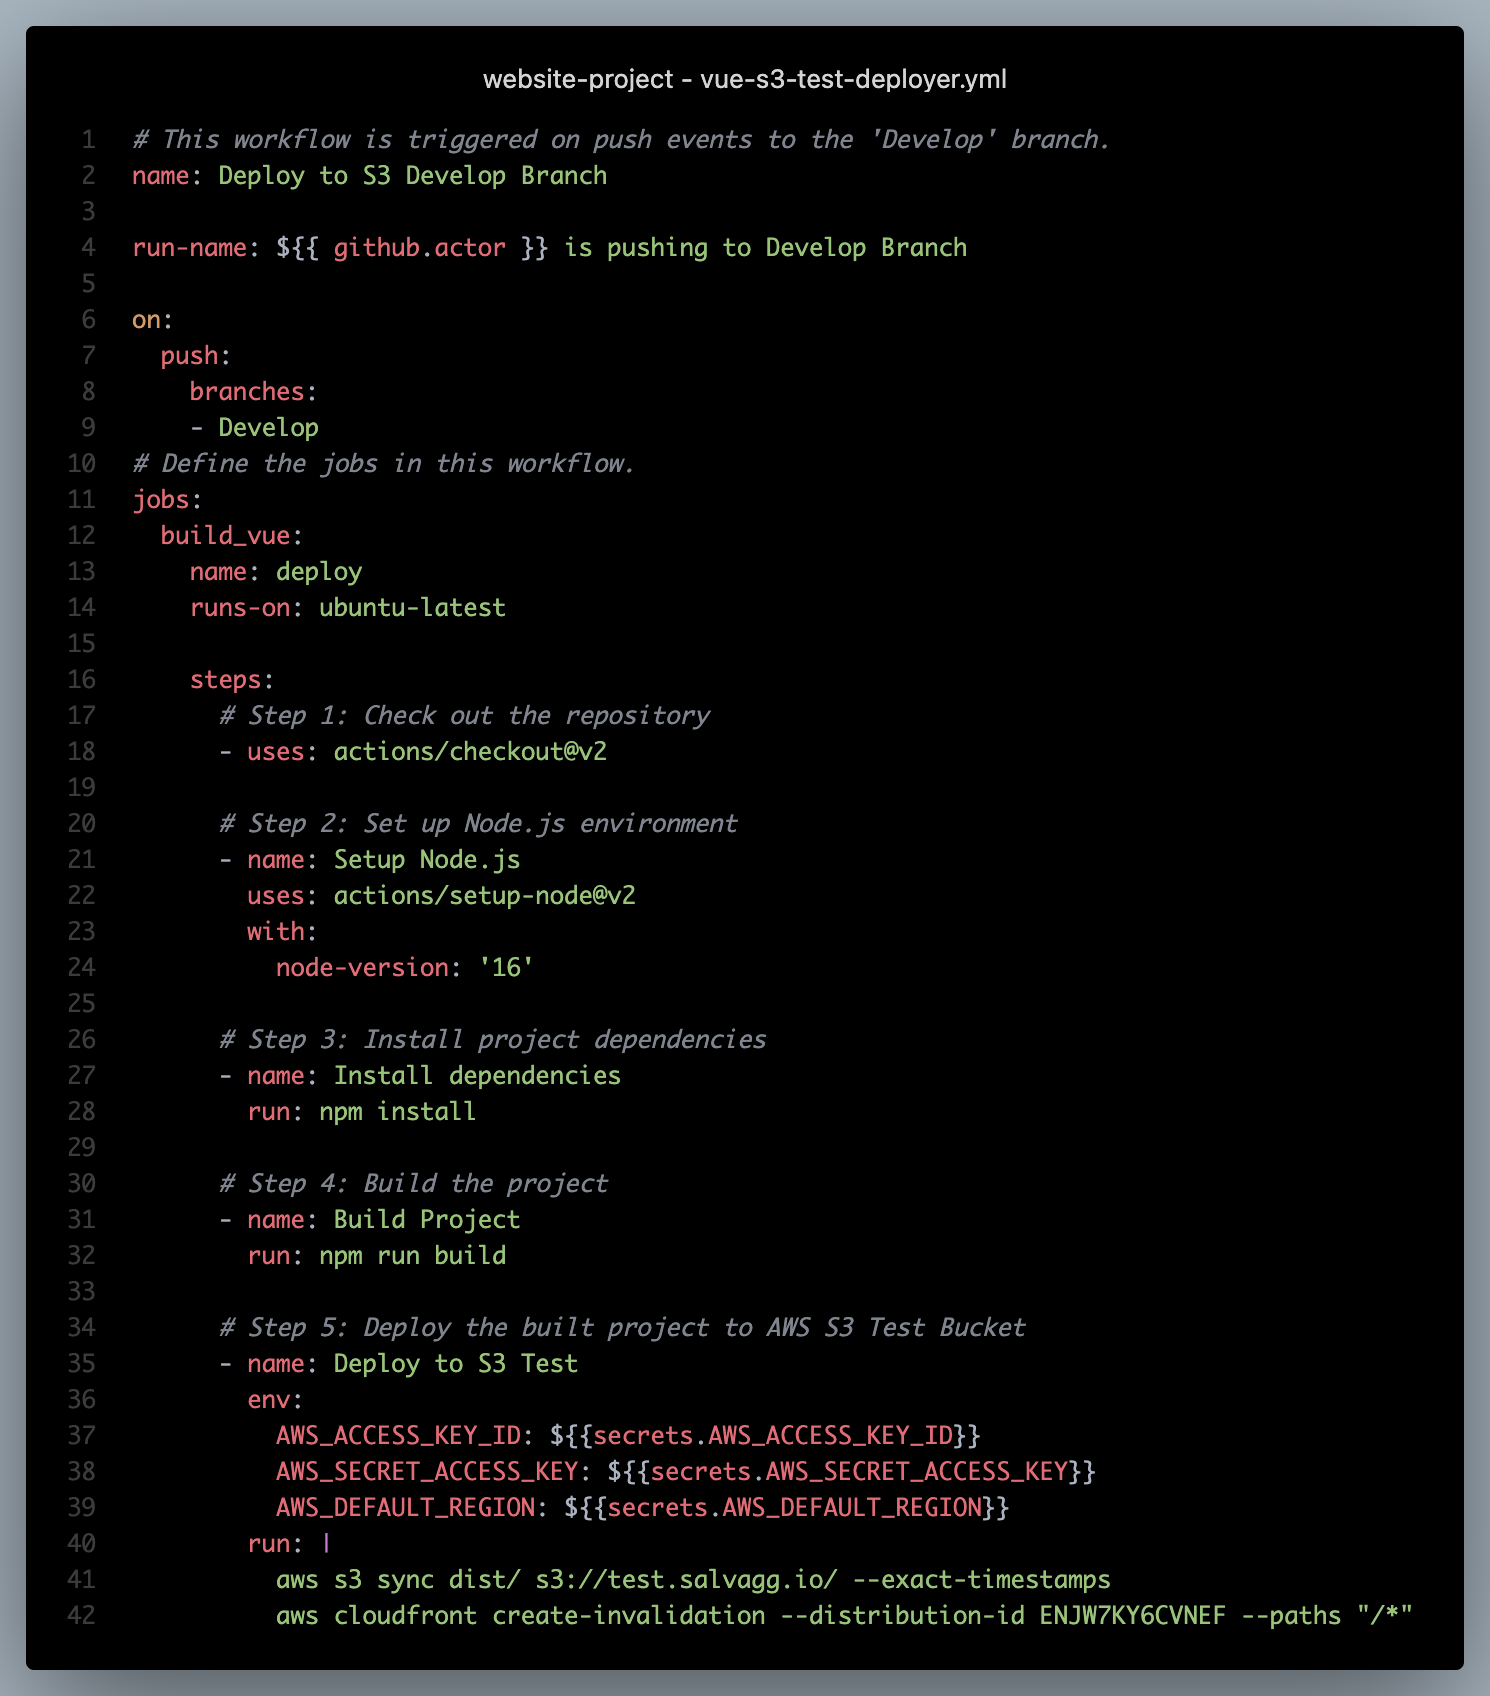 website-project - vue-s3-test-deployer.yml
1 # This workflow is triggered on push events to the 'Develop' branch.
2 name: Deploy to S3 Develop Branch
3
4 run-name: ${{ github.actor }} is pushing to Develop Branch
5
6 on:
7   push:
8     branches:
9     - Develop
10 # Define the jobs in this workflow.
11 jobs:
12   build_vue:
13     name: deploy
14     runs-on: ubuntu-latest
15
16     steps:
17       # Step 1: Check out the repository
18       - uses: actions/checkout@v2
19
20       # Step 2: Set up Node.js environment
21       - name: Setup Node.js
22         uses: actions/setup-node@v2
23         with:
24           node-version: '16'
25
26       # Step 3: Install project dependencies
27       - name: Install dependencies
28         run: npm install
29
30       # Step 4: Build the project
31       - name: Build Project
32         run: npm run build
33
34       # Step 5: Deploy the built project to AWS S3 Test Bucket
35       - name: Deploy to S3 Test
36         env:
37           AWS_ACCESS_KEY_ID: ${{secrets.AWS_ACCESS_KEY_ID}}
38           AWS_SECRET_ACCESS_KEY: ${{secrets.AWS_SECRET_ACCESS_KEY}}
39           AWS_DEFAULT_REGION: ${{secrets.AWS_DEFAULT_REGION}}
40         run: |
41           aws s3 sync dist/ s3://test.salvagg.io/ --exact-timestamps
42           aws cloudfront create-invalidation --distribution-id ENJW7KY6CVNEF --paths "/*"